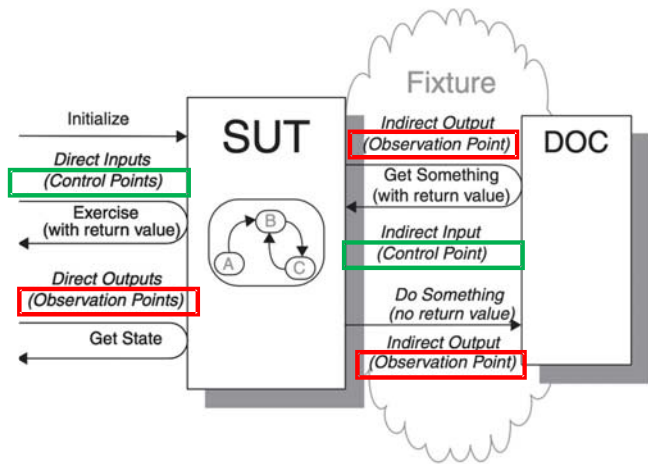 Fixture
Initialize
SUT
Indirect Output
(Observation Point)
DOC
Direct Inputs
(Control Points)
Get Something
(with return value)
Exercise
(with return value)
B
A
C
Indirect Input
(Control Point)
Direct Outputs
(Observation Points)
Do Something
(no return value)
Get State
Indirect Output
(Observation Point)